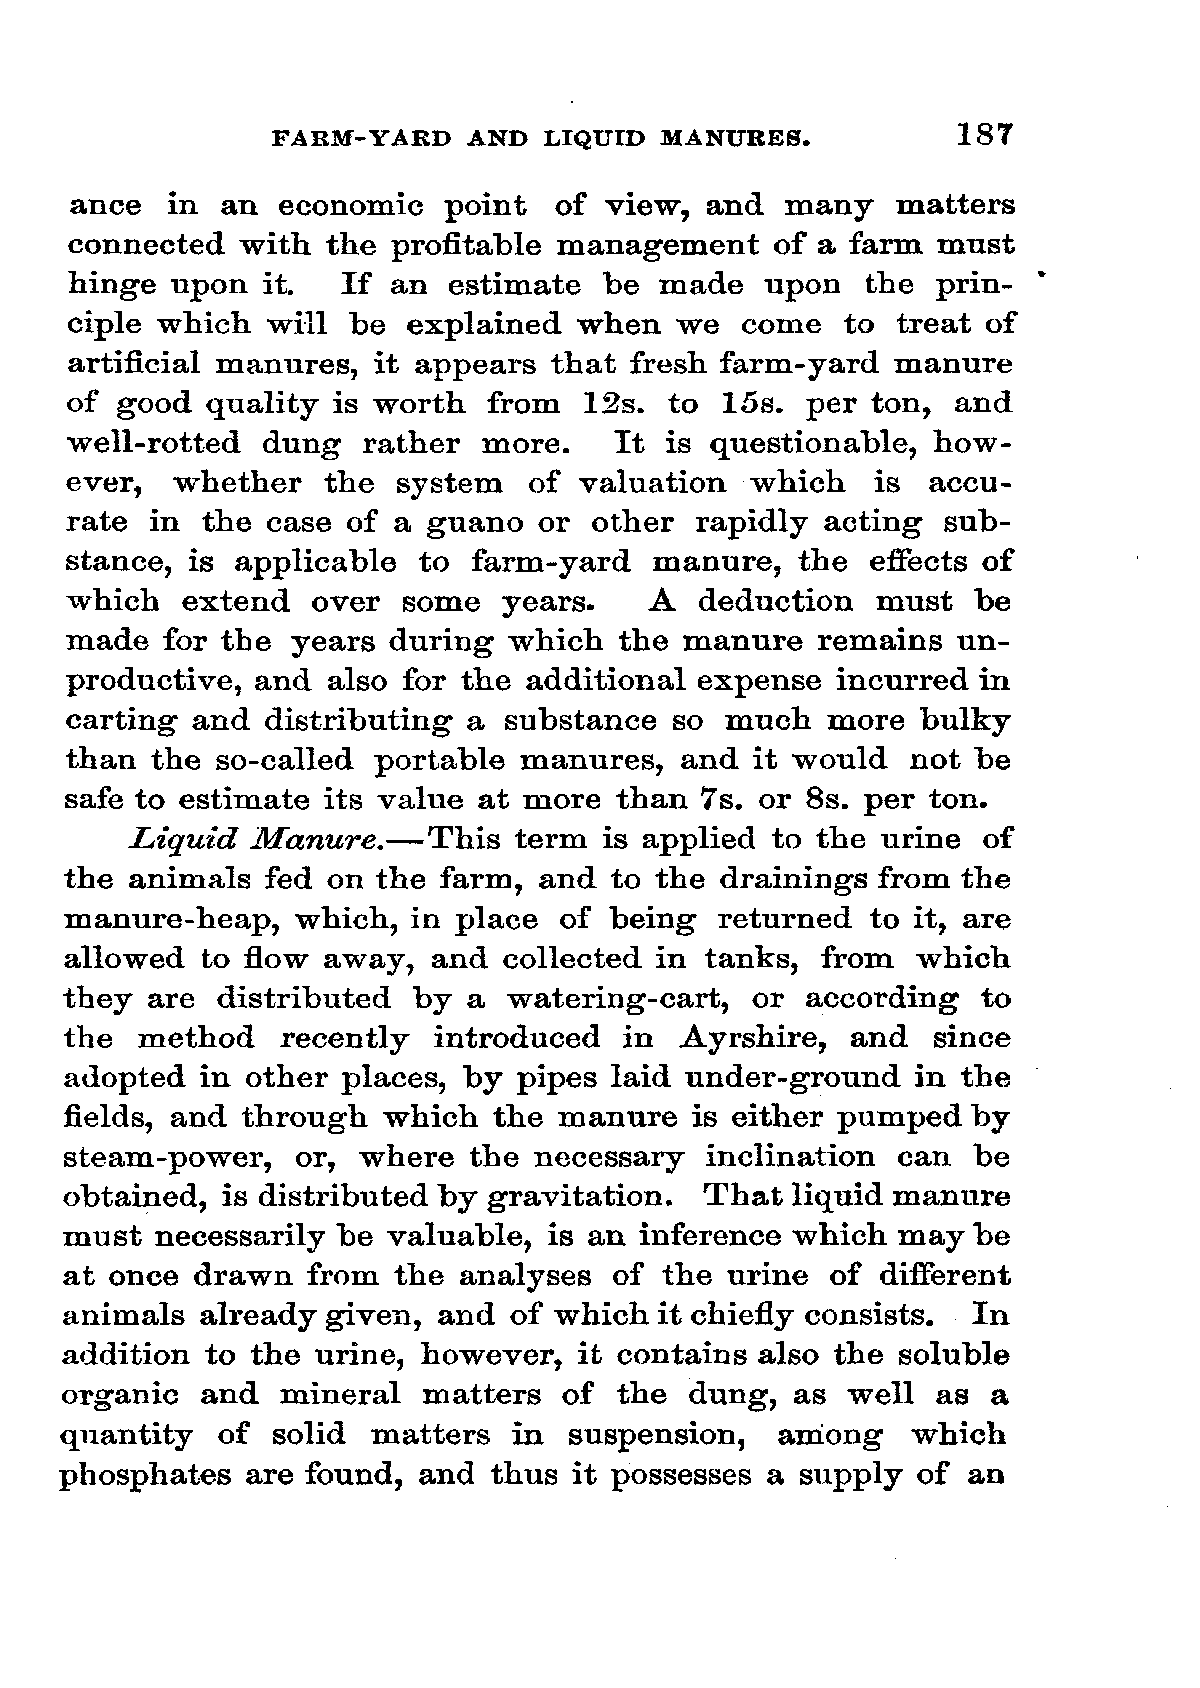 FARM-YARD AND LIQUID MANURES. 187
ance in an economic point of view, and many matters
connected with the profitable management of a farm must
hinge upon it. If an estimate be made upon the prin-
ciple which will be explained when we come to treat of
artificial manures, it appears that fresh farm-yard manure
of good quality is worth from 12s. to 15s. per ton, and
well-rotted dung rather more. It is questionable, how-
ever, whether the system of valuation which is accu-
rate in the case of a guano or other rapidly acting sub-
stance, is applicable to farm-yard manure, the effects of
which extend over some years. A deduction must be
made for the years during which the manure remains un-
productive, and also for the additional expense incurred in
carting and distributing a substance so much more bulky
than the so-called portable manures, and it would not be
safe to estimate its value at more than 7s. or 8s. per ton.
Liquid Manure.—This term is applied to the urine of
the animals fed on the farm, and to the drainings from the
manure-heap, which, in place of being returned to it, are
allowed to flow away, and collected in tanks, from which
they are distributed by a watering-cart, or according to
the method recently introduced in Ayrshire, and since
adopted in other places, by pipes laid under-ground in the
fields, and through which the manure is either pumped by
steam-power, or, where the necessary inclination can be
obtained, is distributed by gravitation. That liquid manure
must necessarily be valuable, is an inference which may be
at once drawn from the analyses of the urine of different
animals already given, and of which it chiefly consists. In
addition to the urine, however, it contains also the soluble
organic and mineral matters of the dung, as well as a
quantity of solid matters in suspension, among which
phosphates are found, and thus it possesses a supply of an